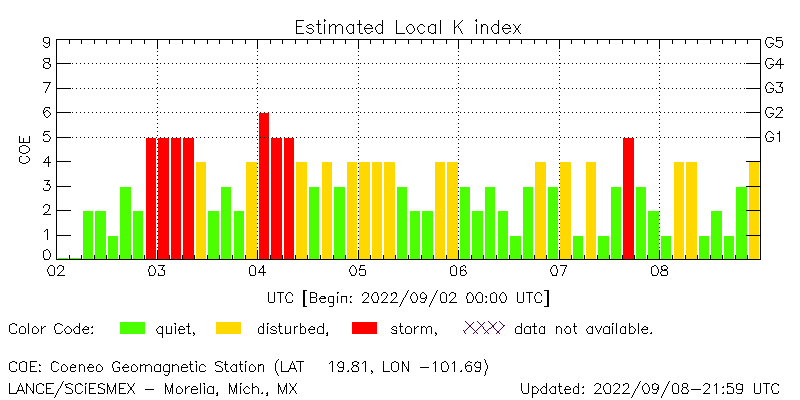 Estimated Local K index
9 G5
8 G4
7 G3
6 G2
5 G1
4
3
2
1
0
COE
02 03 04 05 06 07 08
UTC [Begin: 2022/09/02 00:00 UTC]
Color Code: quiet, disturbed, storm, data not available.
COE: Coeneo Geomagnetic Station (LAT 19.81, LON -101.69)
LANCE/SCiESMEX - Morelia, Mich., MX Updated: 2022/09/08-21:59 UTC